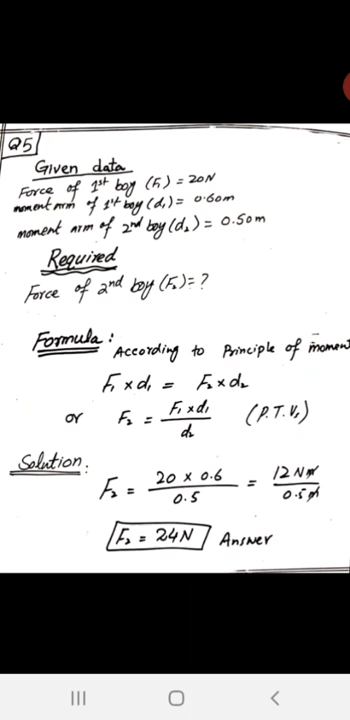 Q5
Given data
Force of 1st boy (F₁) = 20N
moment arm of 1st boy (d₁) = 0.60m
moment arm of 2nd boy (d₂) = 0.50m
Required
Force of 2nd boy (F₂) = ?
Formula: According to Principle of moment
F₁ × d₁ = F₂ × d₂
or F₂ = F₁ × d₁ / d₂ (P.T.V.)
Solution:
F₂ = 20 × 0.6 / 0.5 = 12 Nm / 0.5 m
F₂ = 24N Answer